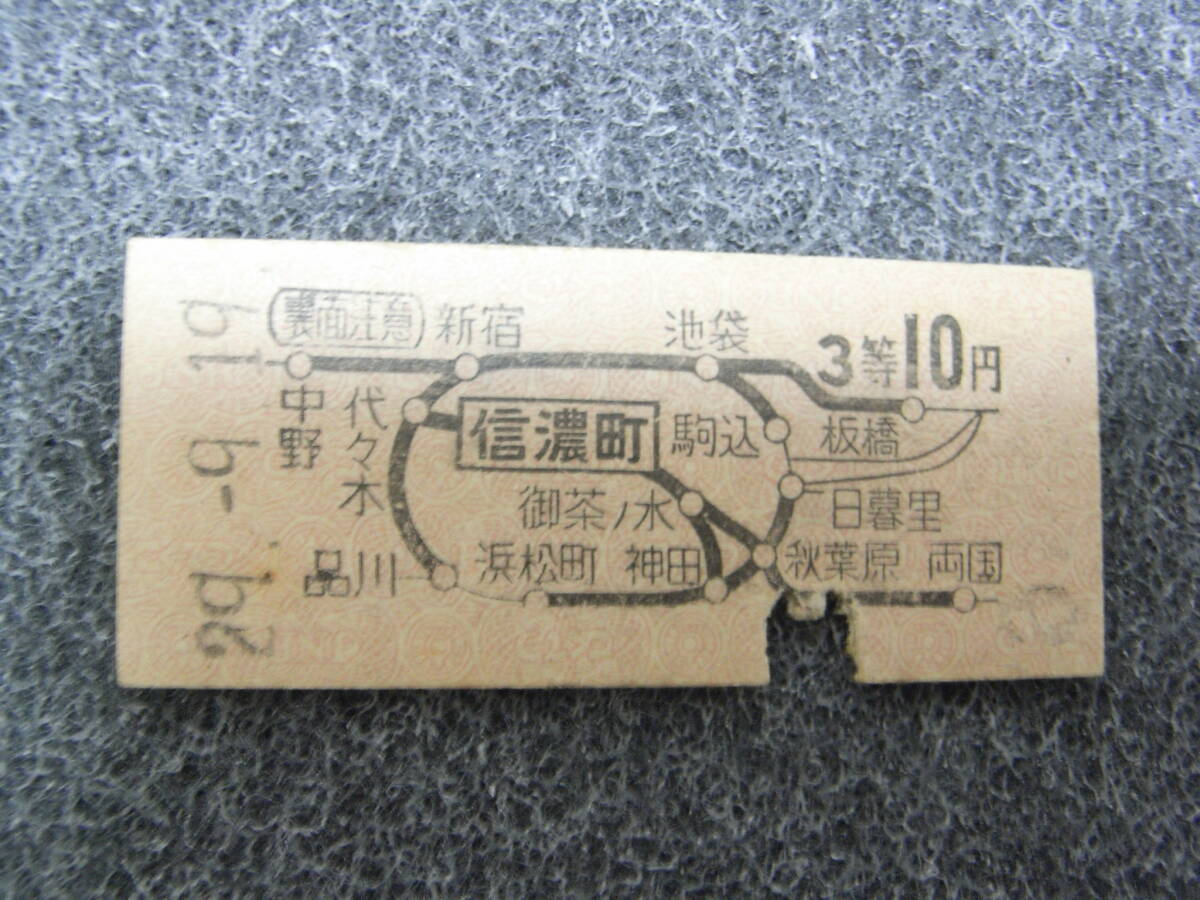 29.-9.19
裏面注意
新宿
池袋
3等10円
中野
代々木
信濃町
駒込
板橋
御茶ノ水
日暮里
品川
浜松町
神田
秋葉原
両国